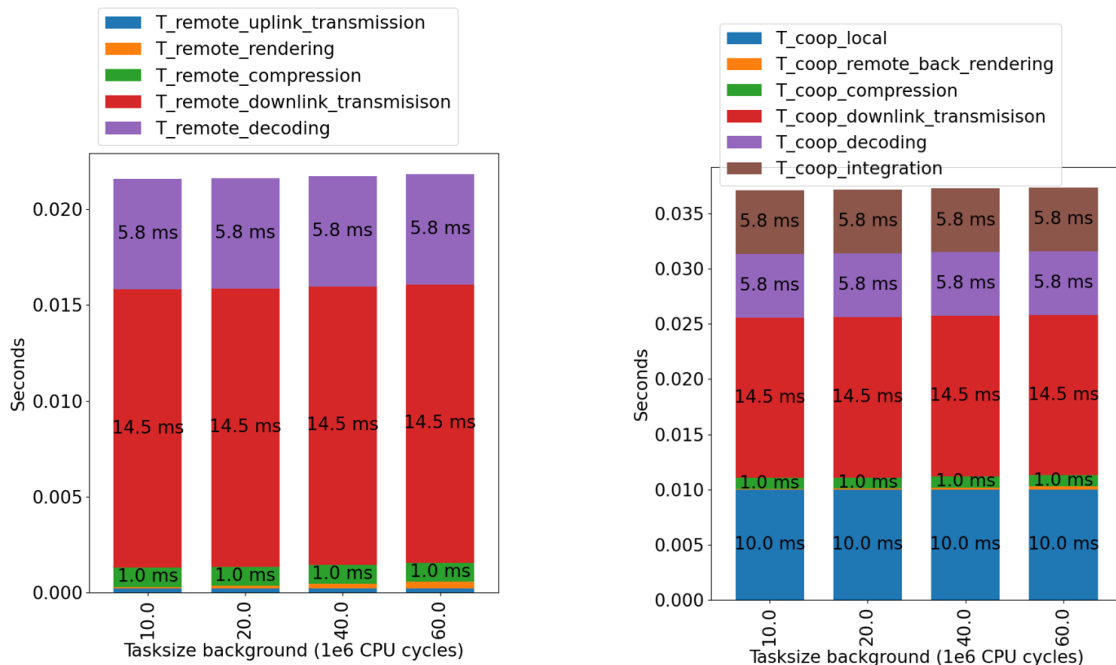 T_remote_uplink_transmission
T_remote_rendering
T_remote_compression
T_remote_downlink_transmisison
T_remote_decoding
0.020
0.015
0.010
0.005
0.000
Seconds
5.8 ms 5.8 ms 5.8 ms 5.8 ms
14.5 ms 14.5 ms 14.5 ms 14.5 ms
1.0 ms 1.0 ms 1.0 ms 1.0 ms
10.0 20.0 40.0 60.0
Tasksize background (1e6 CPU cycles)
T_coop_local
T_coop_remote_back_rendering
T_coop_compression
T_coop_downlink_transmisison
T_coop_decoding
T_coop_integration
0.035
0.030
0.025
0.020
0.015
0.010
0.005
0.000
Seconds
5.8 ms 5.8 ms 5.8 ms 5.8 ms
5.8 ms 5.8 ms 5.8 ms 5.8 ms
14.5 ms 14.5 ms 14.5 ms 14.5 ms
1.0 ms 1.0 ms 1.0 ms 1.0 ms
10.0 ms 10.0 ms 10.0 ms 10.0 ms
10.0 20.0 40.0 60.0
Tasksize background (1e6 CPU cycles)